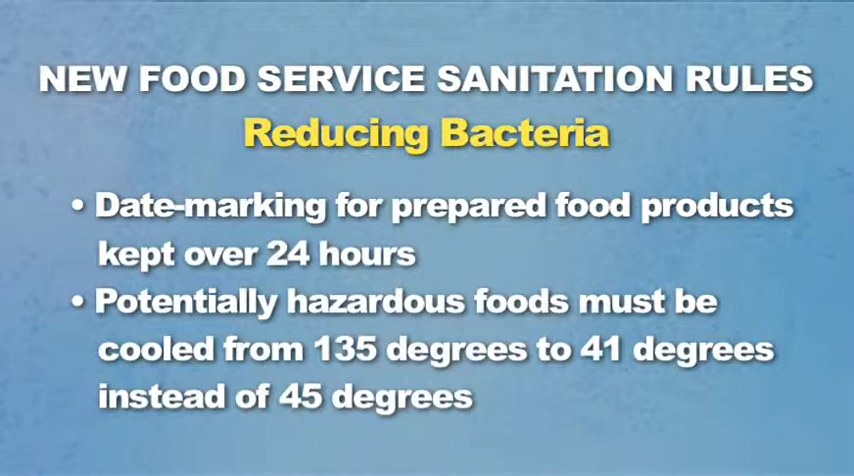 NEW FOOD SERVICE SANITATION RULES
Reducing Bacteria
• Date-marking for prepared food products
kept over 24 hours
• Potentially hazardous foods must be
cooled from 135 degrees to 41 degrees
instead of 45 degrees